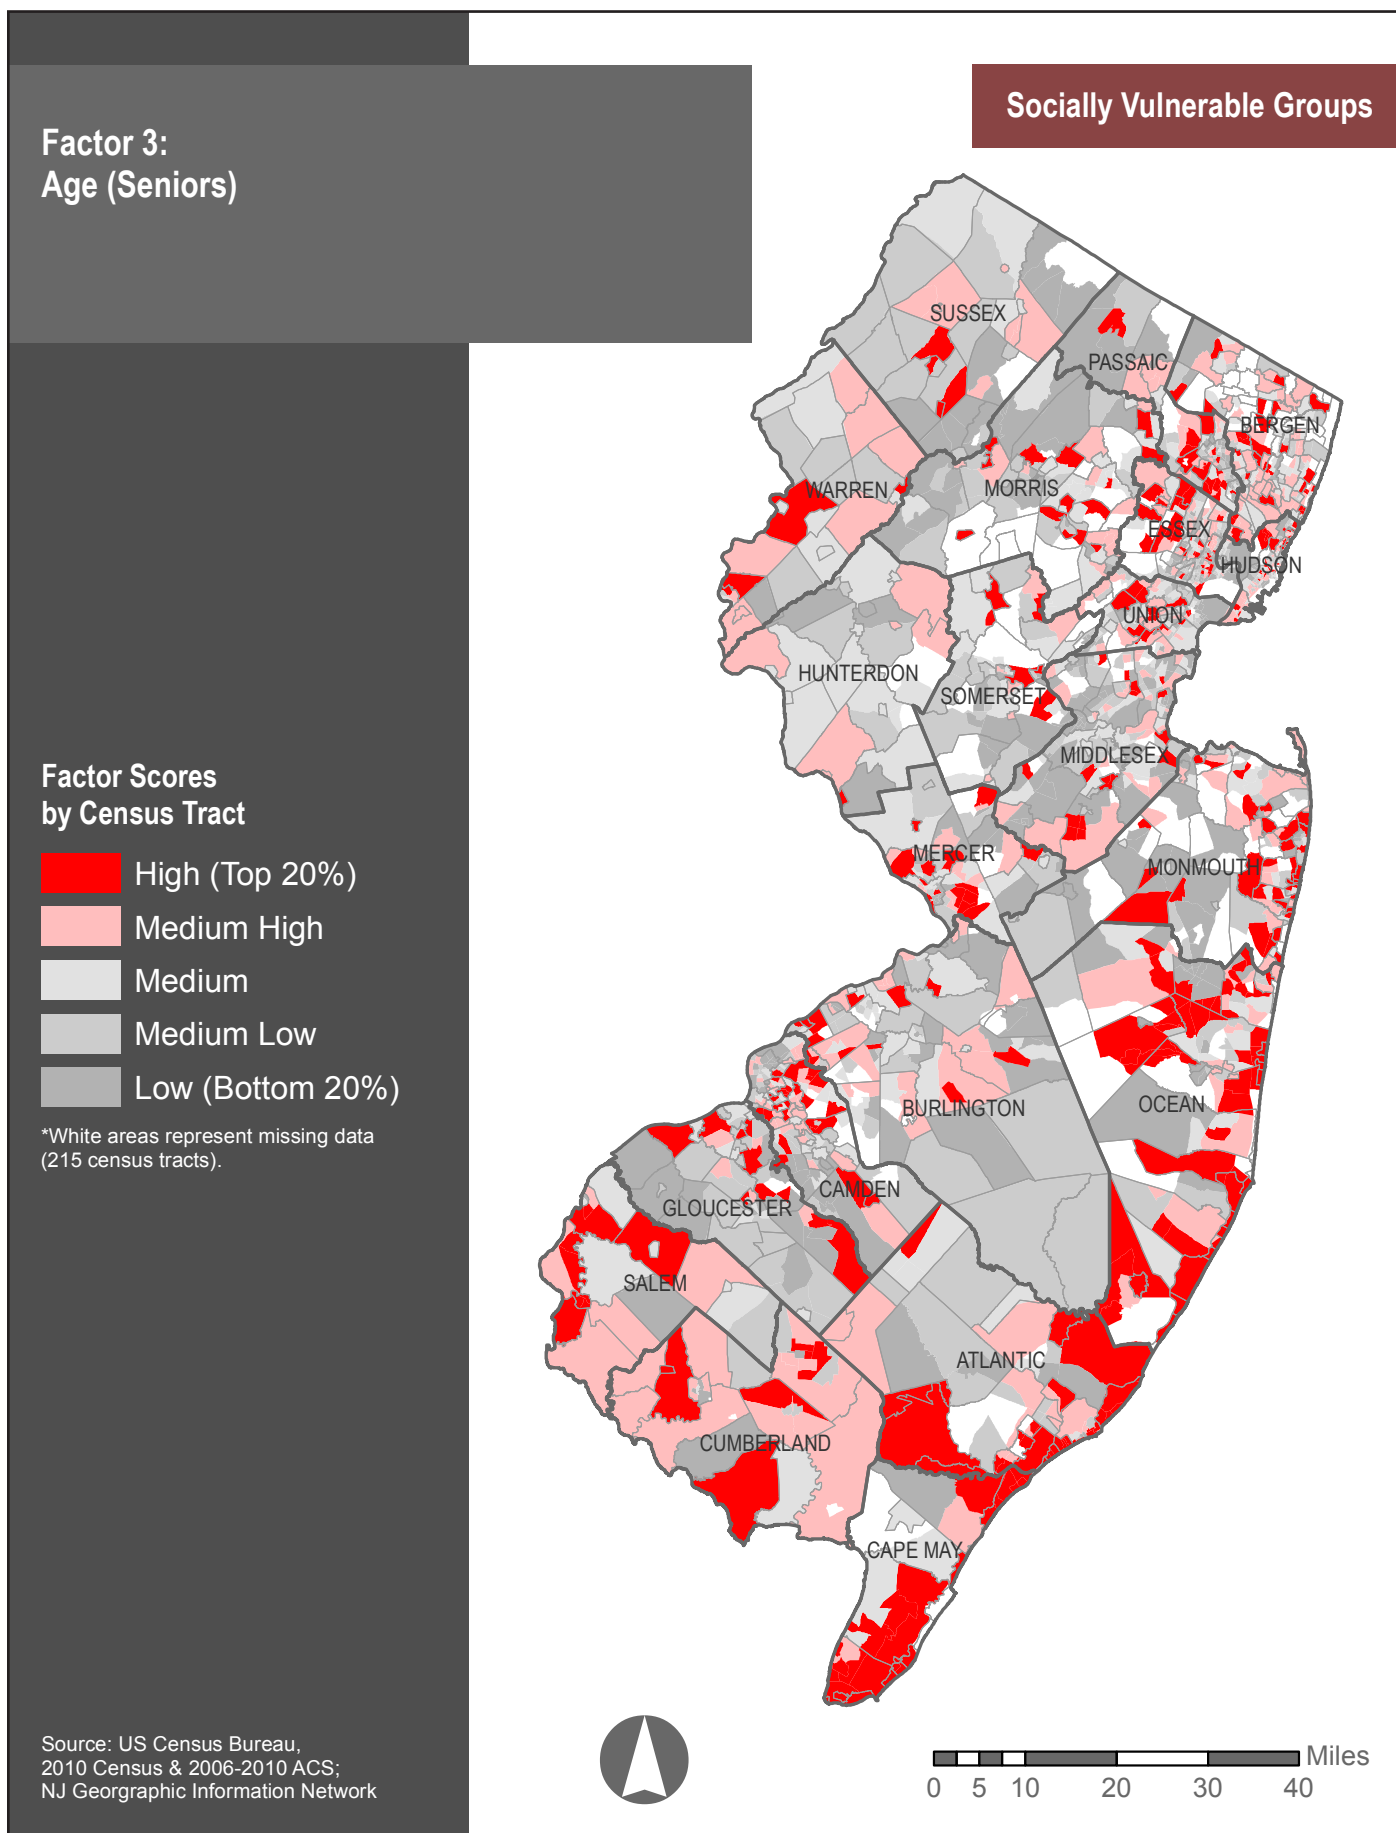 Socially Vulnerable Groups
Factor 3:
Age (Seniors)
SUSSEX
PASSAIC
BERGEN
WARREN
MORRIS
ESSEX
HUDSON
UNION
HUNTERDON
SOMERSET
MIDDLESEX
MERCER
MONMOUTH
OCEAN
BURLINGTON
CAMDEN
GLOUCESTER
SALEM
ATLANTIC
CUMBERLAND
CAPE MAY
Factor Scores
by Census Tract
High (Top 20%)
Medium High
Medium
Medium Low
Low (Bottom 20%)
*White areas represent missing data
(215 census tracts).
Source: US Census Bureau,
2010 Census & 2006-2010 ACS;
NJ Georgraphic Information Network
Miles
0 5 10 20 30 40